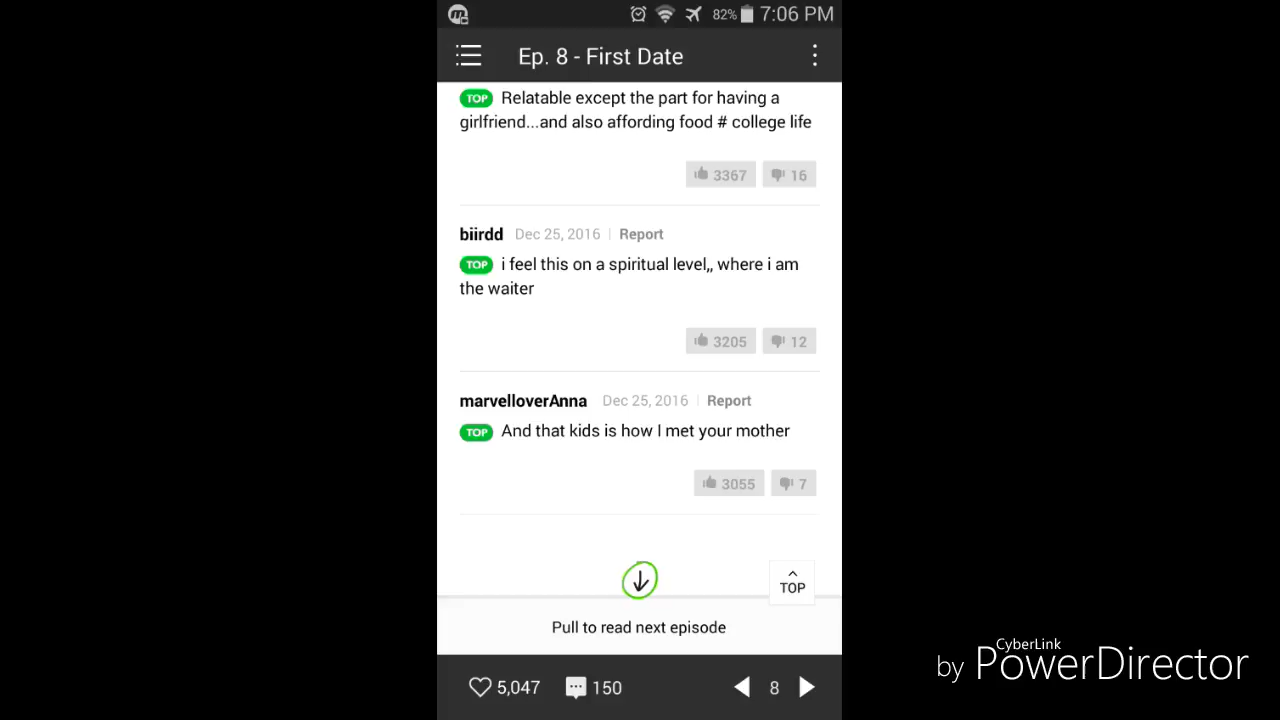 82% 7:06 PM
Ep. 8 - First Date
TOP Relatable except the part for having a
girlfriend...and also affording food # college life
3367 16
biirdd Dec 25, 2016 | Report
TOP i feel this on a spiritual level,, where i am
the waiter
3205 12
marvelloverAnna Dec 25, 2016 | Report
TOP And that kids is how I met your mother
3055 7
TOP
Pull to read next episode
5,047 150 8
CyberLink
by PowerDirector